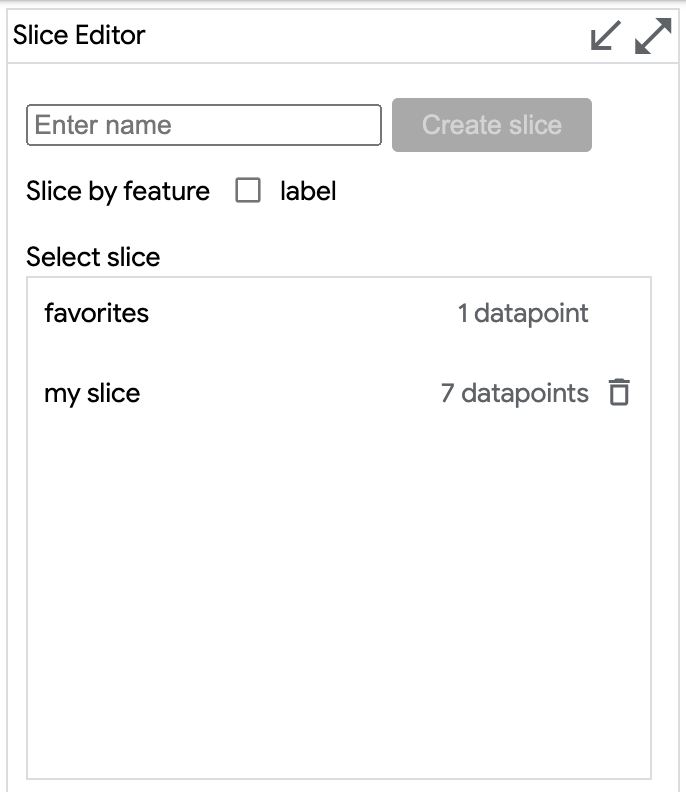 Slice Editor
Enter name Create slice
Slice by feature label
Select slice
favorites 1 datapoint
my slice 7 datapoints